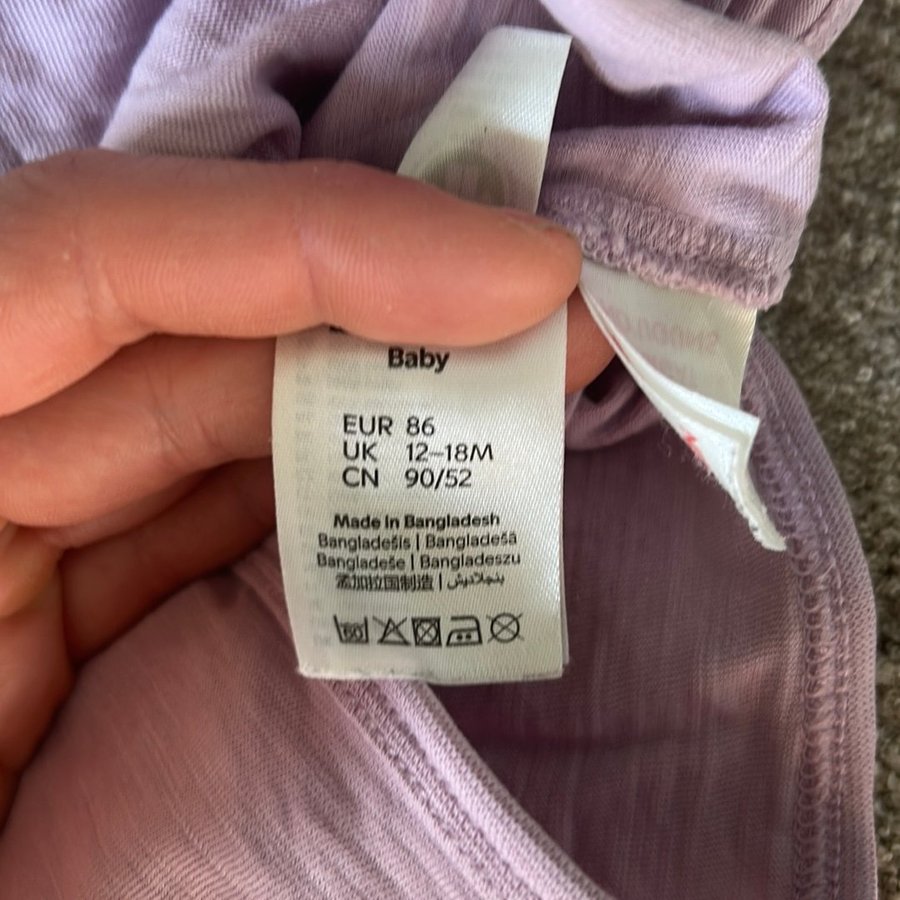 Baby
EUR 86
UK 12-18M
CN 90/52
Made in Bangladesh
Bangladešis | Bangladešā
Bangladeše | Bangladeszu
孟加拉国制造 | بنجلاديش
60